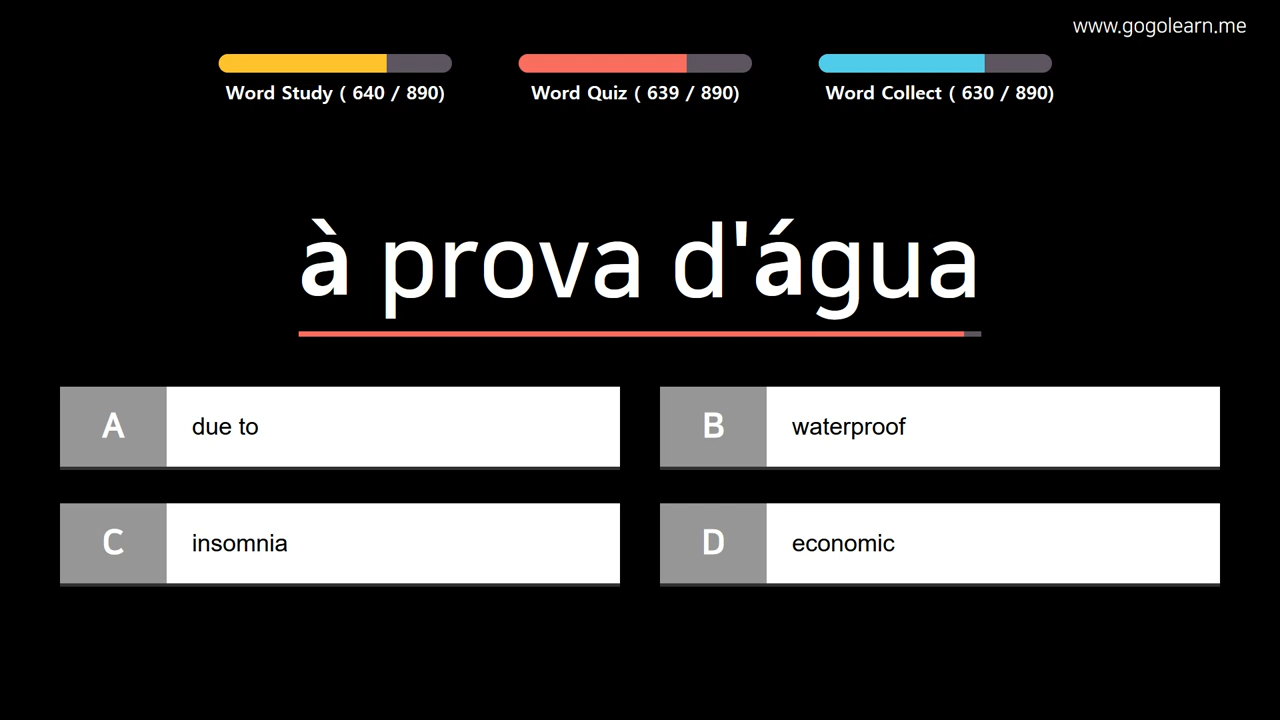 www.gogolearn.me
Word Study ( 640 / 890)
Word Quiz ( 639 / 890)
Word Collect ( 630 / 890)
à prova d'água
A
due to
B
waterproof
C
insomnia
D
economic